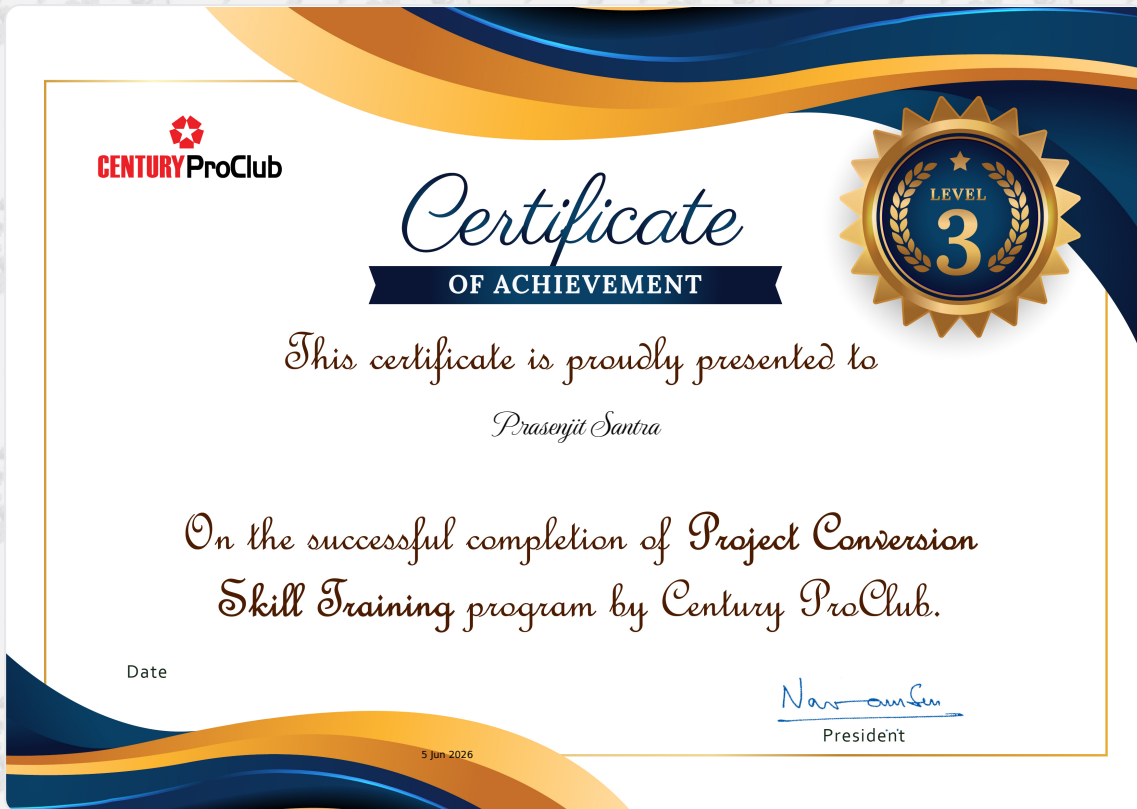 CENTURY ProClub
LEVEL
3
Certificate
OF ACHIEVEMENT
This certificate is proudly presented to
Prasenjit Santra
On the successful completion of Project Conversion
Skill Training program by Century ProClub.
Date
President
5 Jun 2026